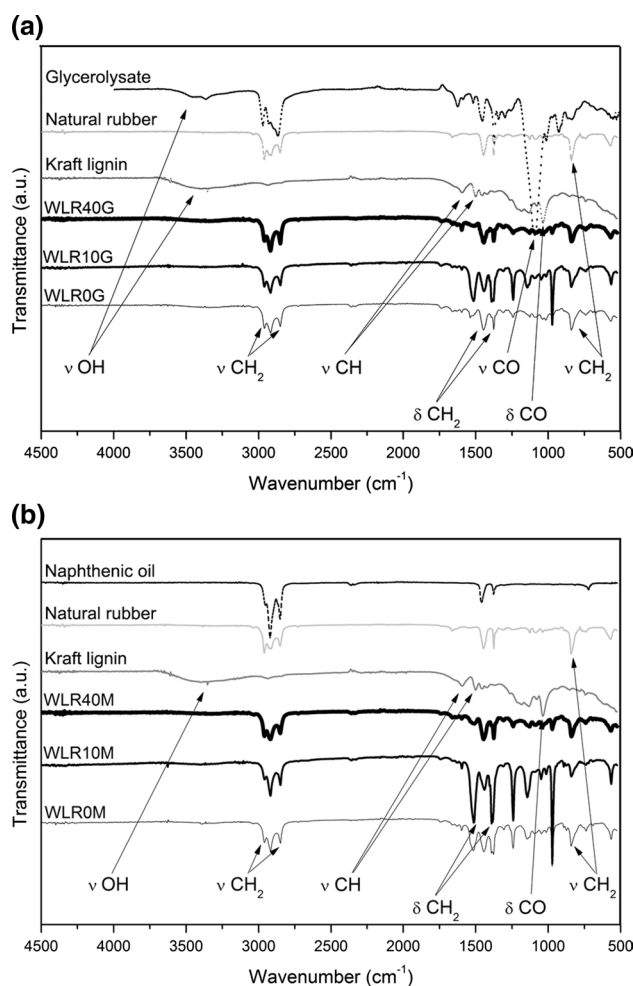 (a)
Glycerolysate
Natural rubber
Kraft lignin
WLR40G
WLR10G
WLR0G
Transmittance (a.u.)
ν OH
ν CH₂
ν CH
ν CO
ν CH₂
δ CH₂
δ CO
4500 4000 3500 3000 2500 2000 1500 1000 500
Wavenumber (cm⁻¹)
(b)
Naphthenic oil
Natural rubber
Kraft lignin
WLR40M
WLR10M
WLR0M
Transmittance (a.u.)
ν OH
ν CH₂
ν CH
ν CH₂
δ CH₂
δ CO
4500 4000 3500 3000 2500 2000 1500 1000 500
Wavenumber (cm⁻¹)